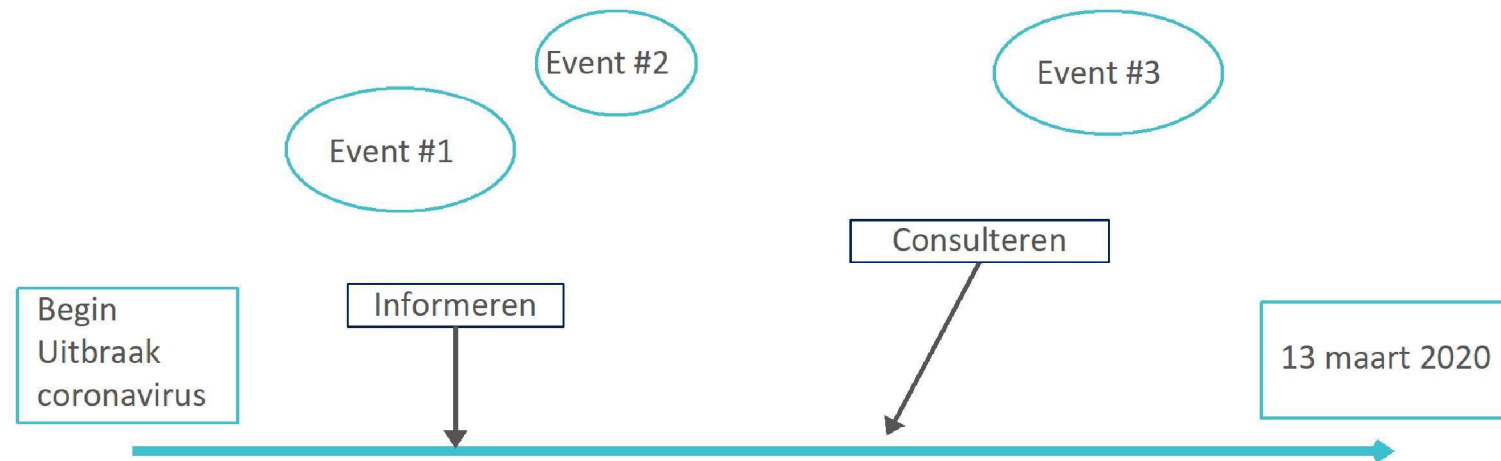 Event #2
Event #3
Event #1
Consulteren
Informeren
Begin
Uitbraak
coronavirus
13 maart 2020